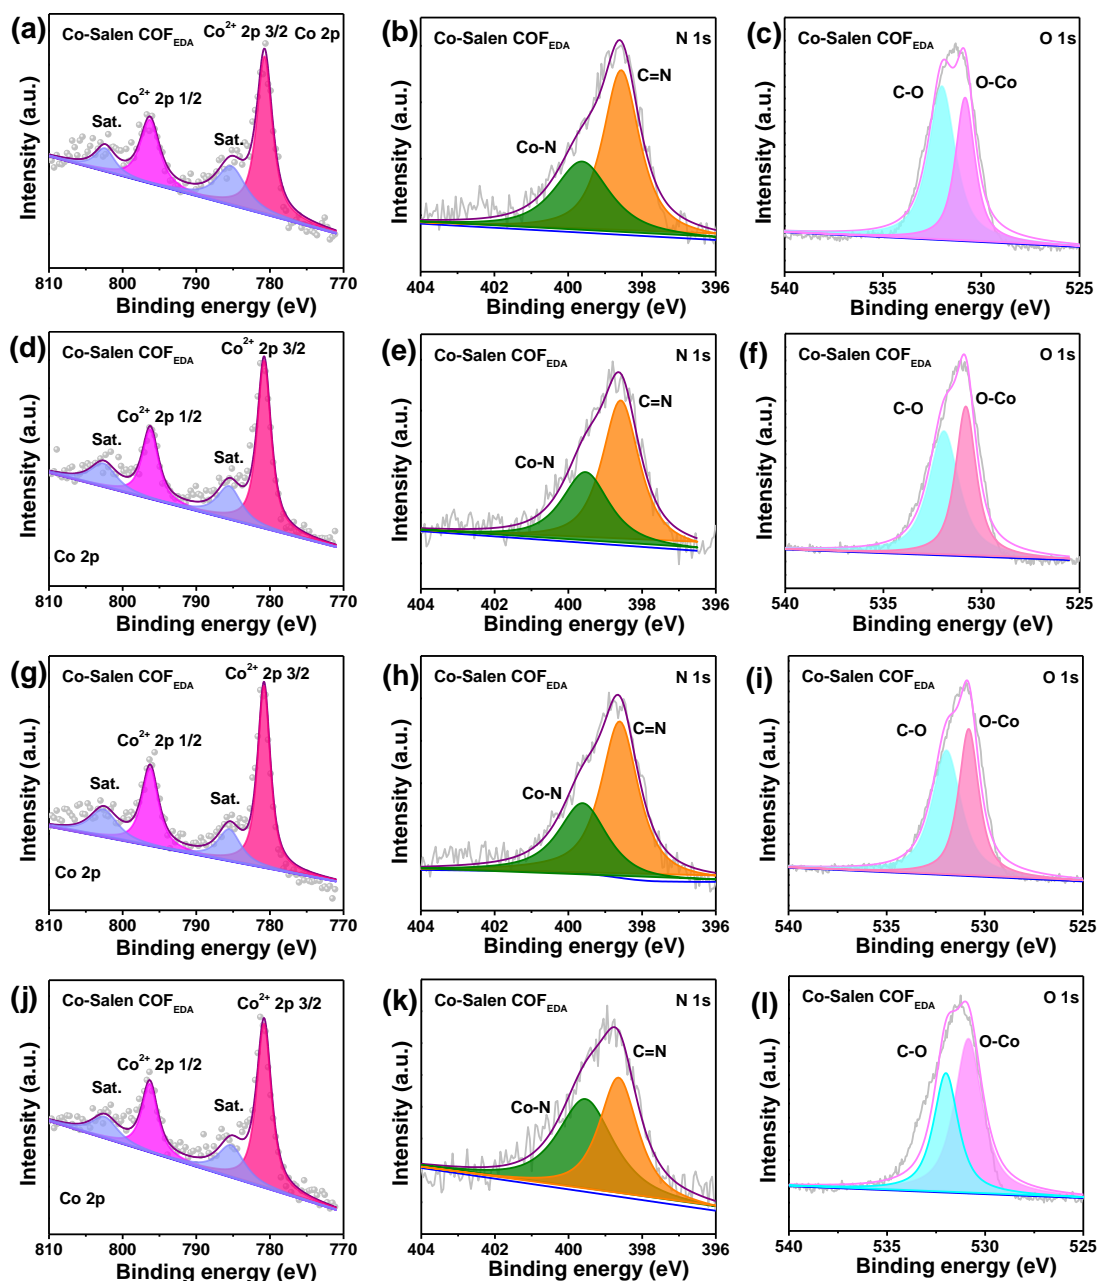 (a) Co-Salen COF_EDA Co²⁺ 2p 3/2 Co 2p
Co²⁺ 2p 1/2
Sat.
Sat.
Intensity (a.u.)
810 800 790 780 770
Binding energy (eV)
(b) Co-Salen COF_EDA N 1s
C=N
Co-N
Intensity (a.u.)
404 402 400 398 396
Binding energy (eV)
(c) Co-Salen COF_EDA O 1s
C-O
O-Co
Intensity (a.u.)
540 535 530 525
Binding energy (eV)
(d) Co-Salen COF_EDA Co²⁺ 2p 3/2
Co²⁺ 2p 1/2
Sat.
Sat.
Co 2p
Intensity (a.u.)
810 800 790 780 770
Binding energy (eV)
(e) Co-Salen COF_EDA N 1s
C=N
Co-N
Intensity (a.u.)
404 402 400 398 396
Binding energy (eV)
(f) Co-Salen COF_EDA O 1s
C-O
O-Co
Intensity (a.u.)
540 535 530 525
Binding energy (eV)
(g) Co-Salen COF_EDA Co²⁺ 2p 3/2
Co²⁺ 2p 1/2
Sat.
Sat.
Co 2p
Intensity (a.u.)
810 800 790 780 770
Binding energy (eV)
(h) Co-Salen COF_EDA N 1s
C=N
Co-N
Intensity (a.u.)
404 402 400 398 396
Binding energy (eV)
(i) Co-Salen COF_EDA O 1s
C-O
O-Co
Intensity (a.u.)
540 535 530 525
Binding energy (eV)
(j) Co-Salen COF_EDA Co²⁺ 2p 3/2
Co²⁺ 2p 1/2
Sat.
Sat.
Co 2p
Intensity (a.u.)
810 800 790 780 770
Binding energy (eV)
(k) Co-Salen COF_EDA N 1s
C=N
Co-N
Intensity (a.u.)
404 402 400 398 396
Binding energy (eV)
(l) Co-Salen COF_EDA O 1s
C-O
O-Co
Intensity (a.u.)
540 535 530 525
Binding energy (eV)